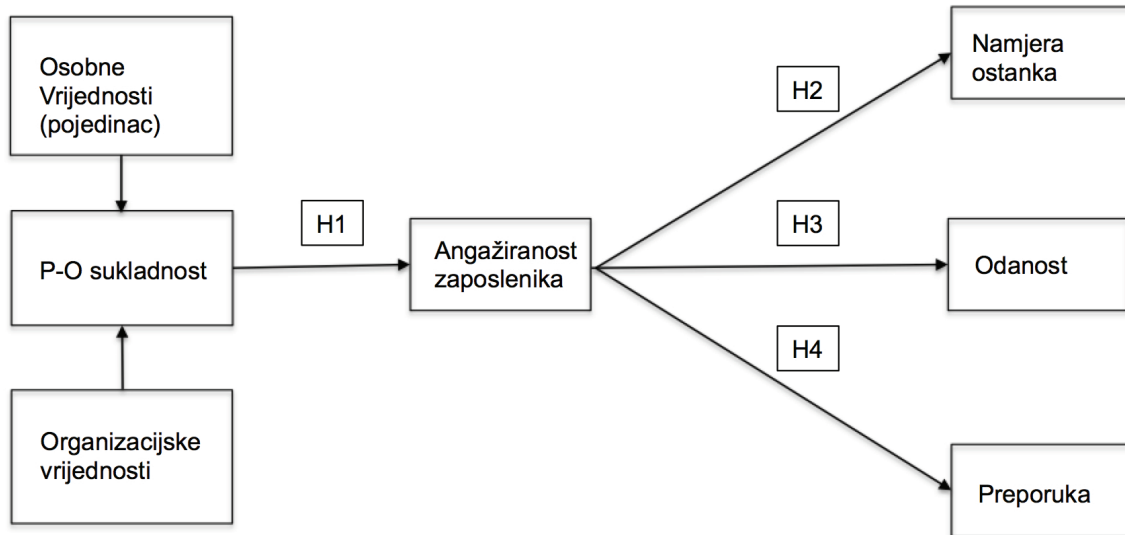 Osobne
Vrijednosti
(pojedinac)
P-O sukladnost
Organizacijske
vrijednosti
H1
Angažiranost
zaposlenika
H2
H3
H4
Namjera
ostanka
Odanost
Preporuka